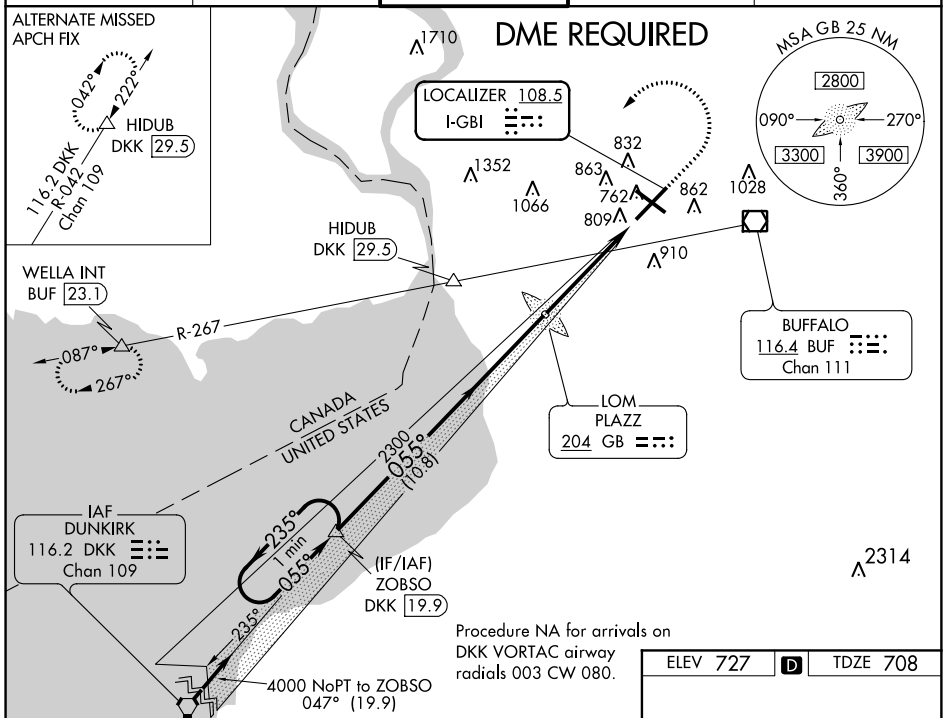 ALTERNATE MISSED
APCH FIX
042°
222°
HIDUB
DKK 29.5
116.2 DKK
R-042
Chan 109
1710
DME REQUIRED
LOCALIZER 108.5
I-GBI
MSA GB 25 NM
2800
090°
270°
3300
3900
360°
832
1352
863
1066
762
862
1028
809
910
HIDUB
DKK 29.5
WELLA INT
BUF 23.1
R-267
087°
267°
BUFFALO
116.4 BUF
Chan 111
CANADA
UNITED STATES
LOM
PLAZZ
204 GB
2300
055°
(10.8)
IAF
DUNKIRK
116.2 DKK
Chan 109
235°
1 min
055°
(IF/IAF)
ZOBSO
DKK 19.9
2314
235°
4000 NoPT to ZOBSO
047° (19.9)
Procedure NA for arrivals on
DKK VORTAC airway
radials 003 CW 080.
ELEV 727 D TDZE 708